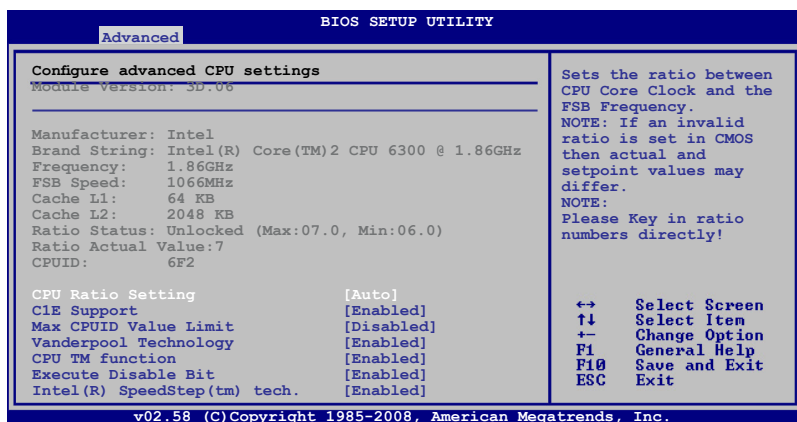 BIOS SETUP UTILITY
Advanced
Configure advanced CPU settings
Module Version: 3D.06
Manufacturer: Intel
Brand String: Intel(R) Core(TM)2 CPU 6300 @ 1.86GHz
Frequency: 1.86GHz
FSB Speed: 1066MHz
Cache L1: 64 KB
Cache L2: 2048 KB
Ratio Status: Unlocked (Max:07.0, Min:06.0)
Ratio Actual Value:7
CPUID: 6F2
CPU Ratio Setting [Auto]
C1E Support [Enabled]
Max CPUID Value Limit [Disabled]
Vanderpool Technology [Enabled]
CPU TM function [Enabled]
Execute Disable Bit [Enabled]
Intel(R) SpeedStep(tm) tech. [Enabled]
Sets the ratio between
CPU Core Clock and the
FSB Frequency.
NOTE: If an invalid
ratio is set in CMOS
then actual and
setpoint values may
differ.
NOTE:
Please Key in ratio
numbers directly!
←→ Select Screen
↑↓ Select Item
+- Change Option
F1 General Help
F10 Save and Exit
ESC Exit
v02.58 (C)Copyright 1985-2008, American Megatrends, Inc.